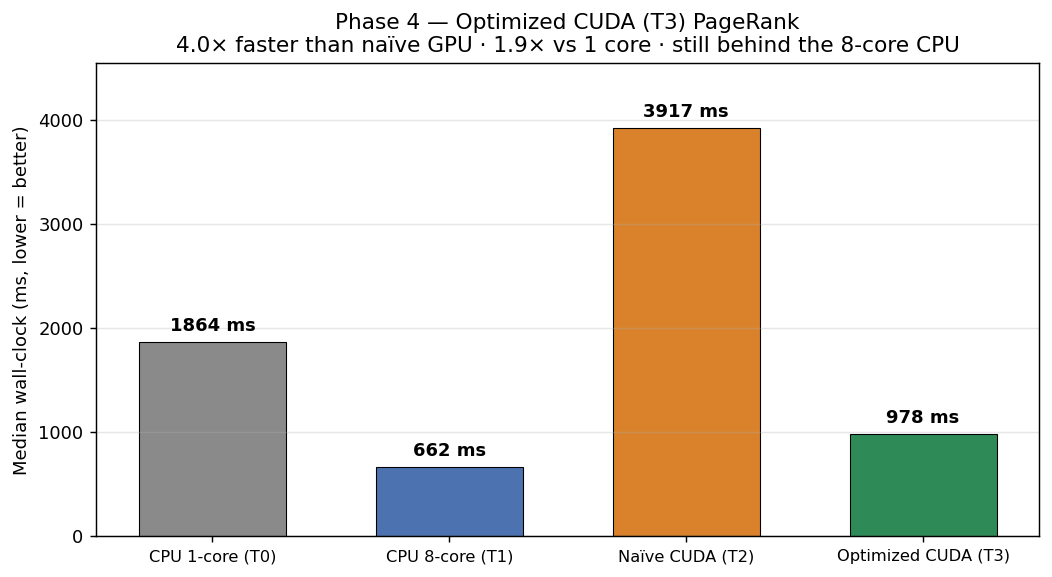 Phase 4 — Optimized CUDA (T3) PageRank
4.0× faster than naïve GPU · 1.9× vs 1 core · still behind the 8-core CPU
Median wall-clock (ms, lower = better)
4000
3000
2000
1000
0
1864 ms
662 ms
3917 ms
978 ms
CPU 1-core (T0)
CPU 8-core (T1)
Naïve CUDA (T2)
Optimized CUDA (T3)